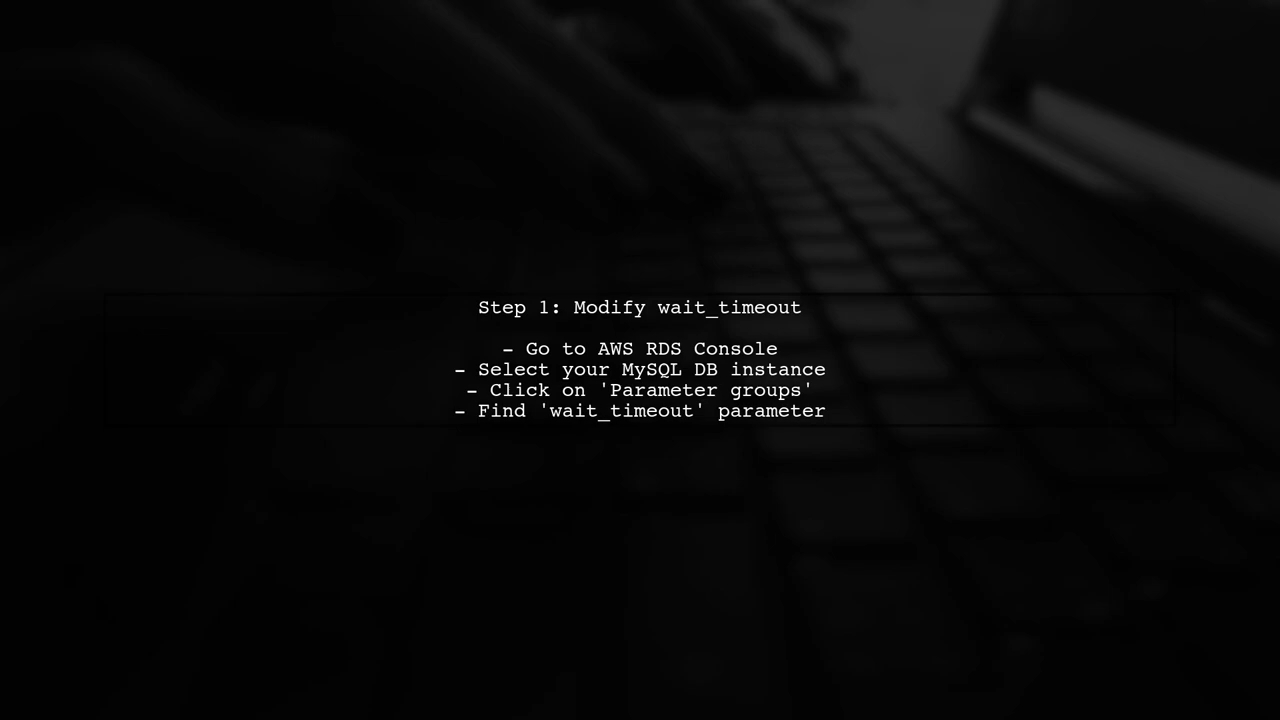 Step 1: Modify wait_timeout
- Go to AWS RDS Console
- Select your MySQL DB instance
- Click on 'Parameter groups'
- Find 'wait_timeout' parameter